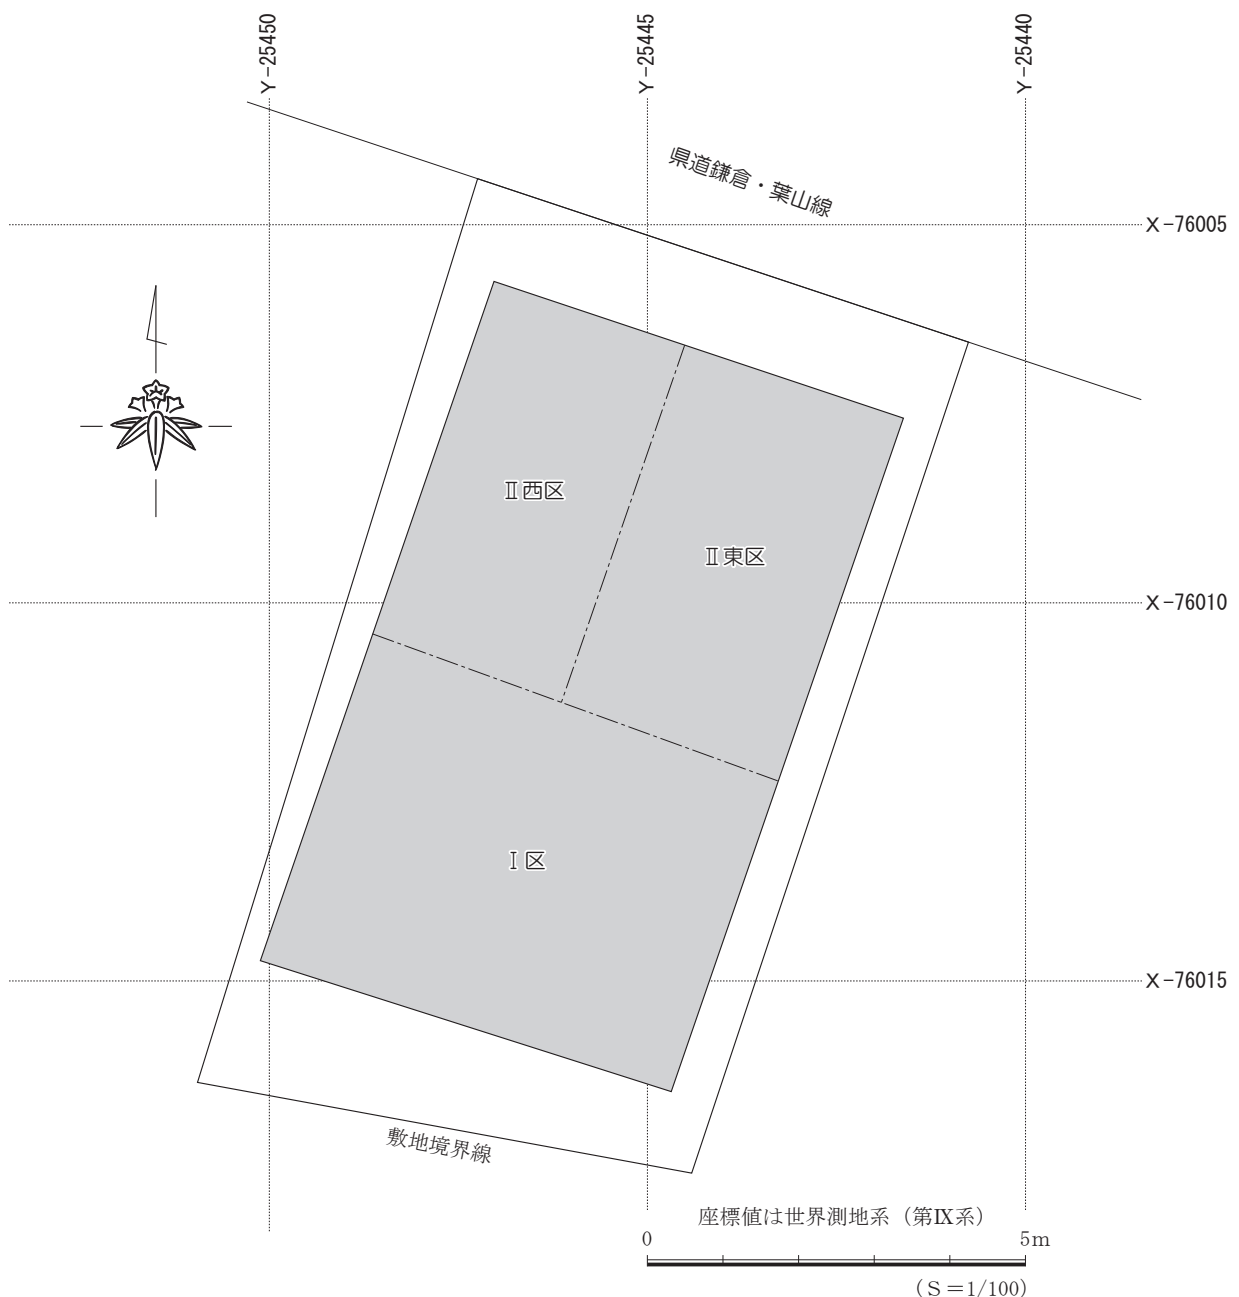 Y -25450
Y -25445
Y -25440
県道鎌倉・葉山線
X -76005
Ⅱ西区
Ⅱ東区
X -76010
Ⅰ区
X -76015
敷地境界線
座標値は世界測地系（第Ⅸ系）
0 5m
（S＝1/100）